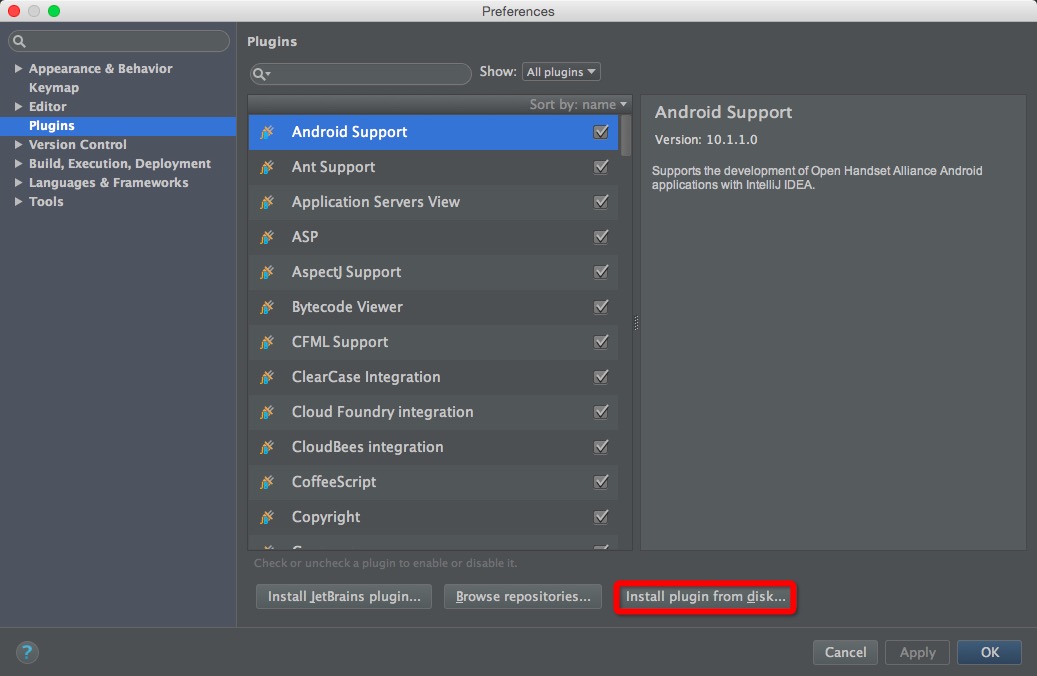 Preferences
Appearance & Behavior
Keymap
Editor
Plugins
Version Control
Build, Execution, Deployment
Languages & Frameworks
Tools
Plugins
Show: All plugins
Sort by: name
Android Support
Ant Support
Application Servers View
ASP
AspectJ Support
Bytecode Viewer
CFML Support
ClearCase Integration
Cloud Foundry integration
CloudBees integration
CoffeeScript
Copyright
Check or uncheck a plugin to enable or disable it.
Install JetBrains plugin...
Browse repositories...
Install plugin from disk...
Android Support
Version: 10.1.1.0
Supports the development of Open Handset Alliance Android
applications with IntelliJ IDEA.
?
Cancel
Apply
OK